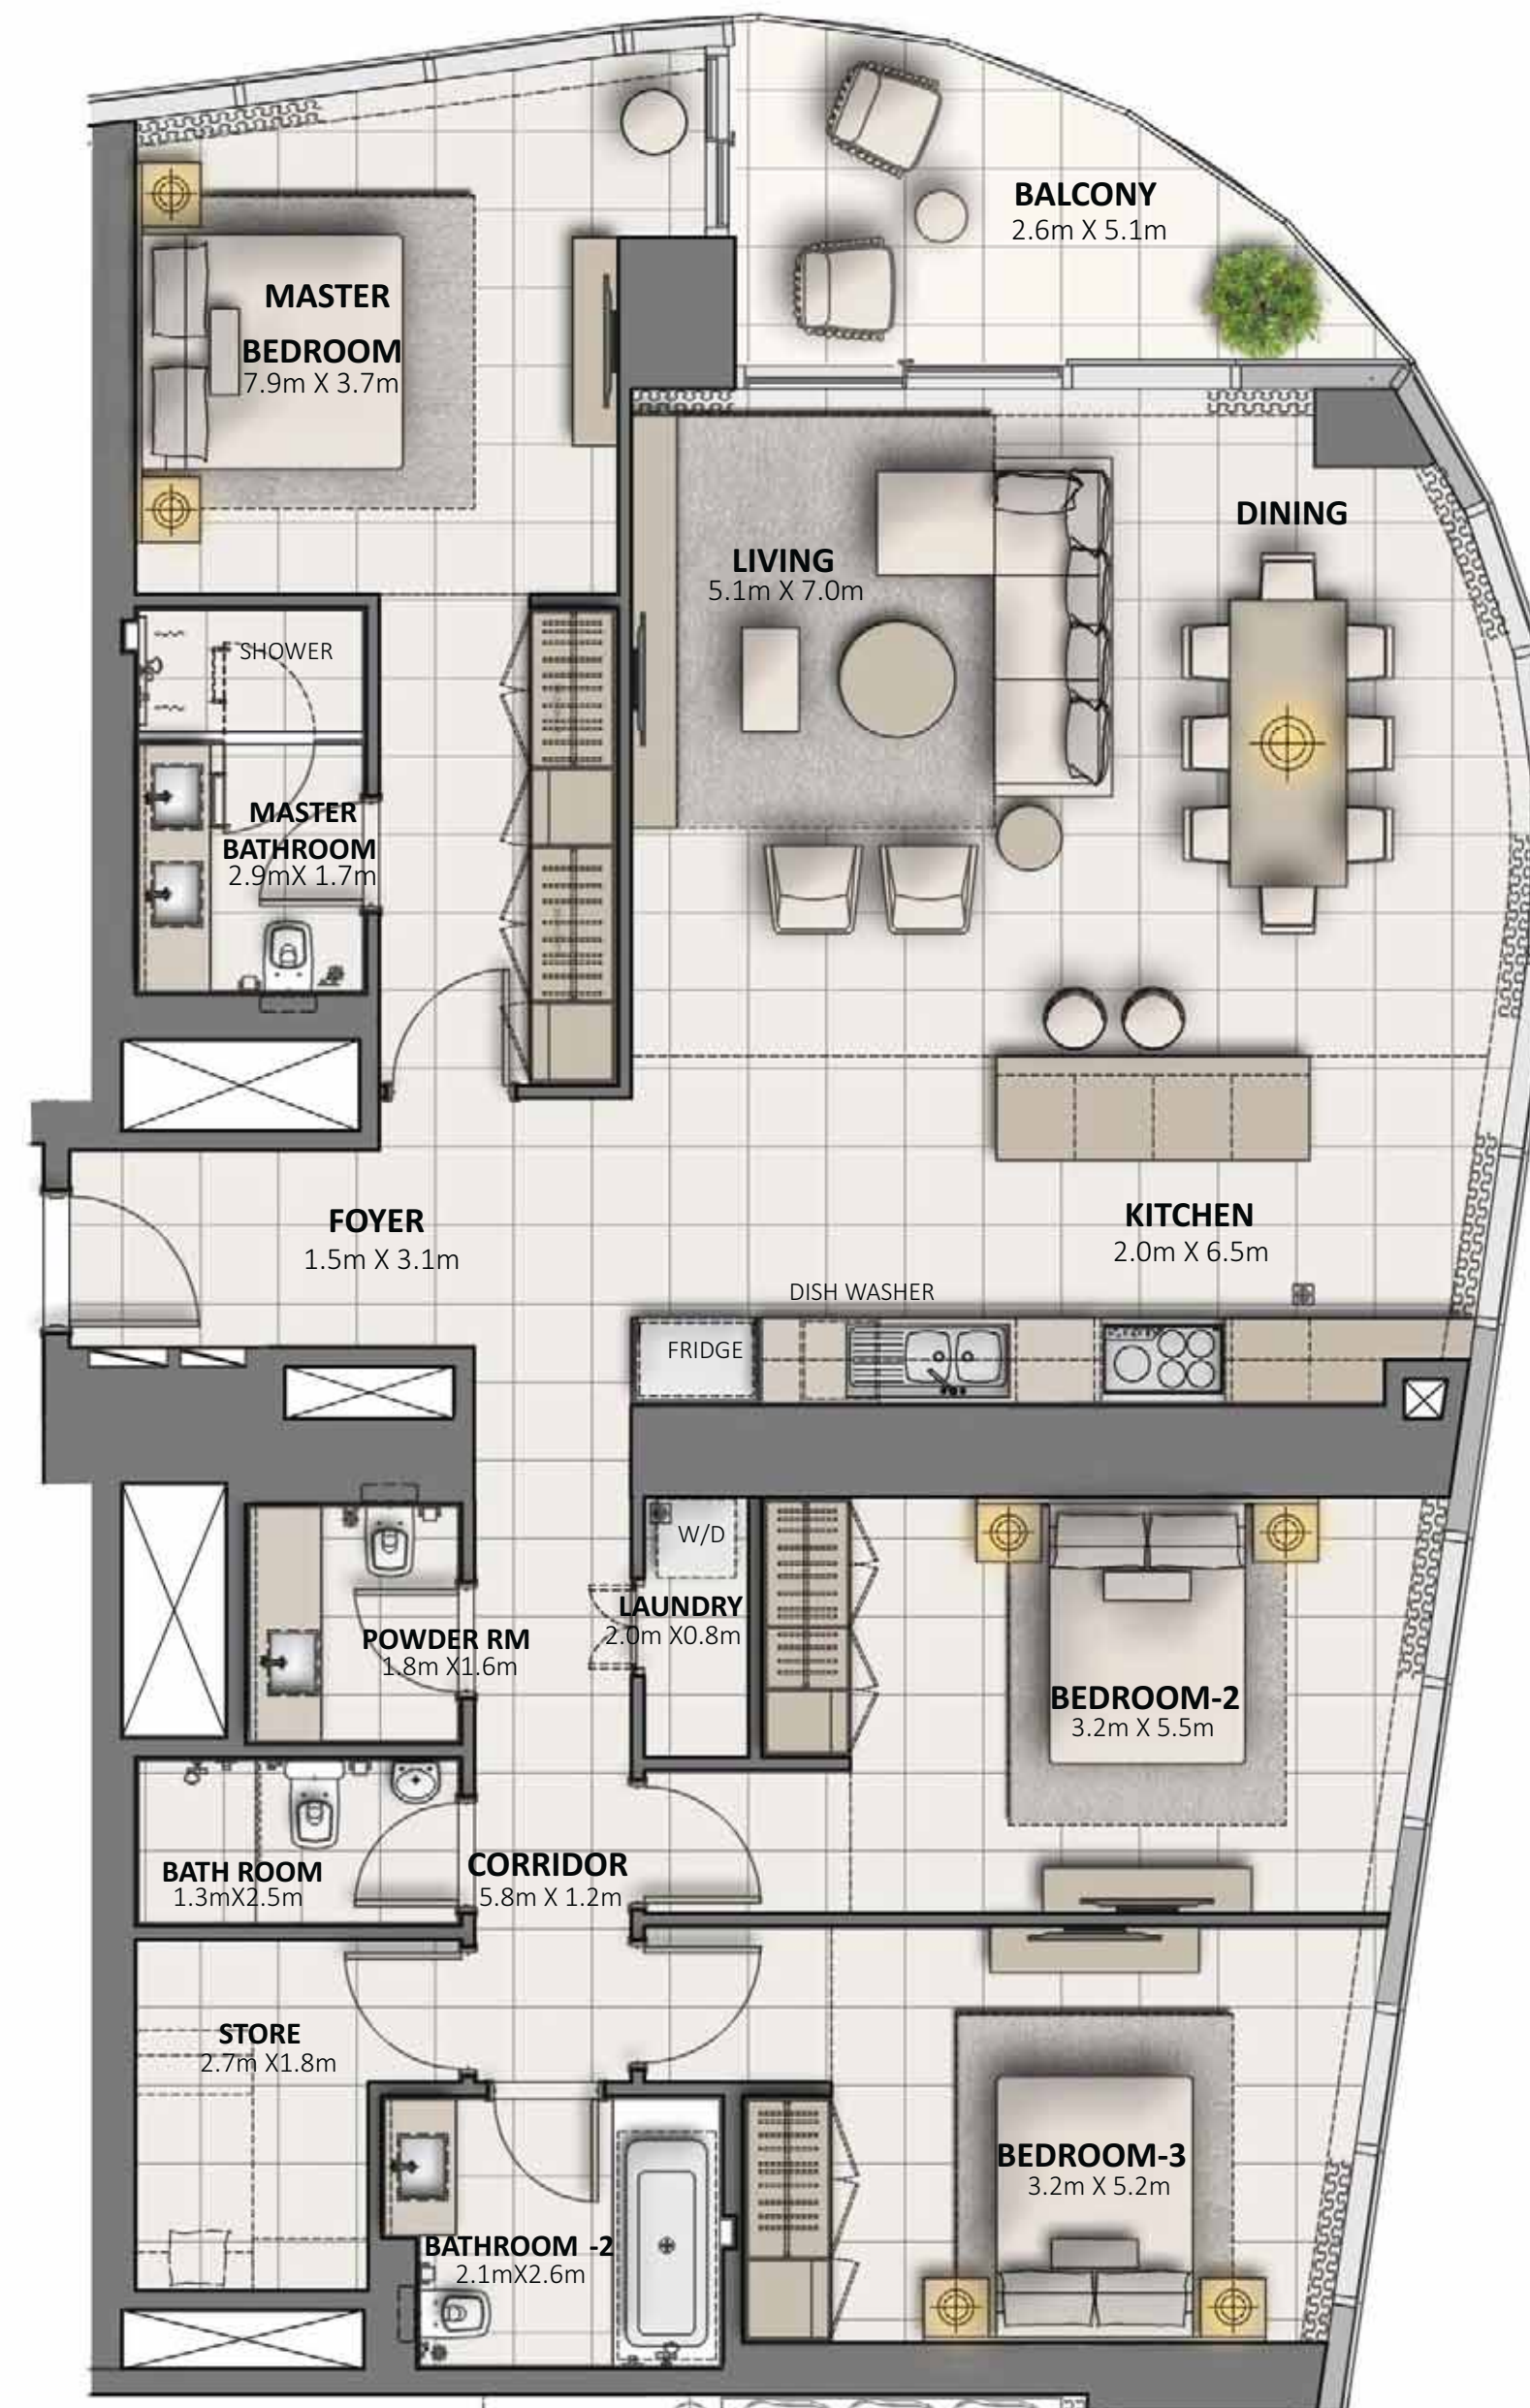 BALCONY
2.6m X 5.1m
MASTER
BEDROOM
7.9m X 3.7m
DINING
LIVING
5.1m X 7.0m
SHOWER
MASTER
BATHROOM
2.9mX 1.7m
FOYER
1.5m X 3.1m
KITCHEN
2.0m X 6.5m
DISH WASHER
FRIDGE
W/D
LAUNDRY
2.0m X0.8m
POWDER RM
1.8m X1.6m
BEDROOM-2
3.2m X 5.5m
BATH ROOM
1.3mX2.5m
CORRIDOR
5.8m X 1.2m
STORE
2.7m X1.8m
BEDROOM-3
3.2m X 5.2m
BATHROOM -2
2.1mX2.6m